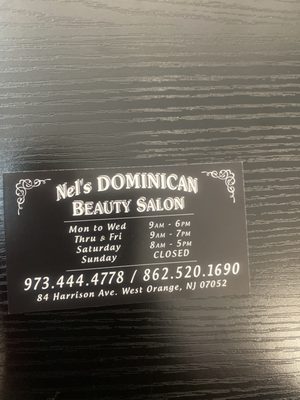 Nel's DOMINICAN
BEAUTY SALON
Mon to Wed 9AM - 6PM
Thru & Fri 9AM - 7PM
Saturday 8AM - 5PM
Sunday CLOSED
973.444.4778 / 862.520.1690
84 Harrison Ave. West Orange, NJ 07052